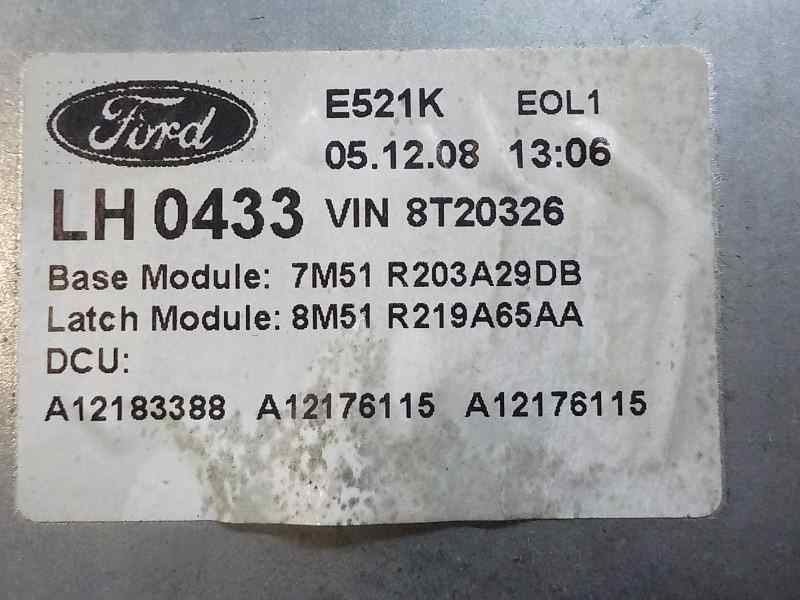 Ford
E521K EOL1
05.12.08 13:06
LH 0433 VIN 8T20326
Base Module: 7M51 R203A29DB
Latch Module: 8M51 R219A65AA
DCU:
A12183388 A12176115 A12176115